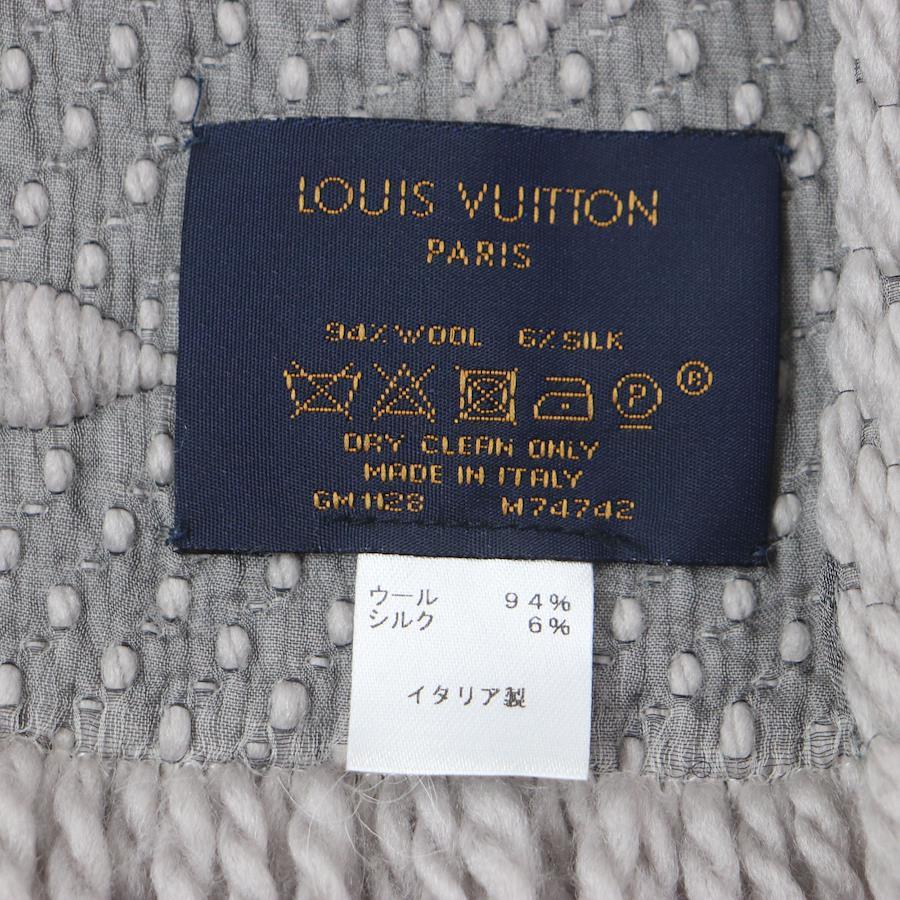 LOUIS VUITTON
PARIS
94% WOOL 6% SILK
P ®
DRY CLEAN ONLY
MADE IN ITALY
GM1128 M74742
ウール 94%
シルク 6%
イタリア製